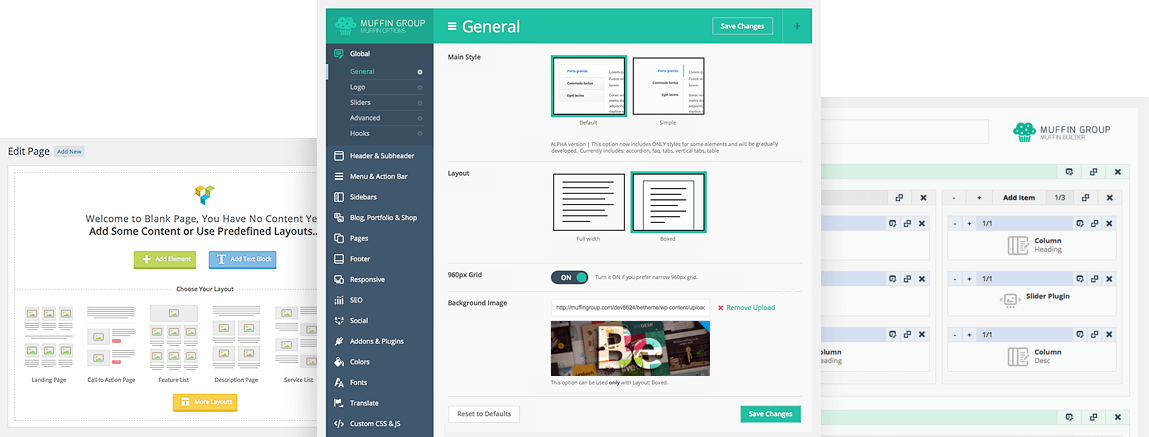 Edit Page
Add New
Welcome to Blank Page, You Have No Content Ye
Add Some Content or Use Predefined Layouts..
Add Element
Add Text Block
Choose Your Layout
Landing Page
Call to Action Page
Feature List
Description Page
Service List
More Layouts
MUFFIN GROUP
MUFFIN OPTIONS
Global
General
Logo
Sliders
Advanced
Hooks
Header & Subheader
Menu & Action Bar
Sidebars
Blog, Portfolio & Shop
Pages
Footer
Responsive
SEO
Social
Addons & Plugins
Colors
Fonts
Translate
Custom CSS & JS
General
Save Changes
+
Main Style
Porta gravida
Commodo luctus
Eget lacius
Default
Simple
ALPHA version | This option now includes ONLY styles for some elements and will be gradually
developed. Currently includes: accordion, faq, tabs, vertical tabs, table
Layout
Full width
Boxed
960px Grid
ON
Turn it ON if you prefer narrow 960px grid.
Background Image
http://muffingroup.com/dev8624/betheme/wp-content/uploa
Remove Upload
Be
This option can be used only with Layout: Boxed.
Reset to Defaults
Save Changes
MUFFIN GROUP
MUFFIN BUILDER
- + Add Item 1/3
- + 1/1
Column
Heading
- + 1/1
Slider Plugin
- + 1/1
Column
Desc